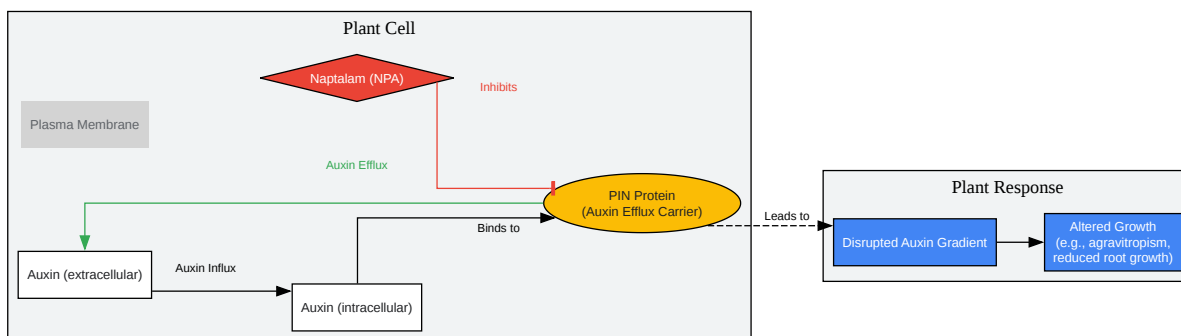 Plant Cell
Naptalam (NPA)
Inhibits
Plasma Membrane
Auxin Efflux
PIN Protein
(Auxin Efflux Carrier)
Binds to
Auxin (extracellular)
Auxin Influx
Auxin (intracellular)
Leads to
Plant Response
Disrupted Auxin Gradient
Altered Growth
(e.g., agravitropism,
reduced root growth)